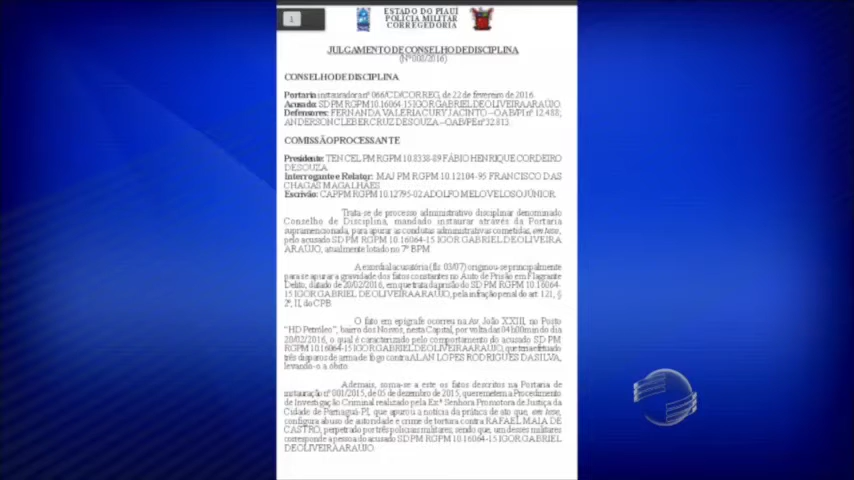 1
ESTADO DO PIAUÍ
POLÍCIA MILITAR
CORREGEDORIA
JULGAMENTO DE CONSELHO DE DISCIPLINA
(Nº 008/2016)
CONSELHO DE DISCIPLINA
Portaria instauradora nº 066/CD/CORREG, de 22 de fevereiro de 2016.
Acusado: SD PM RGPM 10.16064-15 IGOR GABRIEL DE OLIVEIRA ARAÚJO.
Defensores: FERNANDA VALERIA CURY JACINTO – OAB/PI nº 12.488;
ANDERSON CLEBER CRUZ DE SOUZA – OAB/PE nº 32.813.
COMISSÃO PROCESSANTE
Presidente: TEN CEL PM RGPM 10.8338-89 FÁBIO HENRIQUE CORDEIRO
DE SOUZA.
Interrogante e Relator: MAJ PM RGPM 10.12104-95 FRANCISCO DAS
CHAGAS MAGALHÃES.
Escrivão: CAP PM RGPM 10.12795-02 ADOLFO MELO VELOSO JÚNIOR.
Trata-se de processo administrativo disciplinar denominado
Conselho de Disciplina, mandado instaurar através da Portaria
supramencionada, para apurar as condutas administrativas cometidas, em tese,
pelo acusado SD PM RGPM 10.16064-15 IGOR GABRIEL DE OLIVEIRA
ARAÚJO, atualmente lotado no 7º BPM.
A exordial acusatória (fls. 03/07) originou-se principalmente
para se apurar a gravidade dos fatos constantes no Auto de Prisão em Flagrante
Delito, datado de 20/02/2016, em que trata da prisão do SD PM RGPM 10.16064-
15 IGOR GABRIEL DE OLIVEIRA ARAÚJO, pela infração penal do art. 121, §
2º, II, do CPB.
O fato em epígrafe ocorreu na Av. João XXIII, no Posto
"HD Petróleo", bairro dos Noivos, nesta Capital, por volta das 04h00min do dia
20/02/2016, o qual é caracterizado pelo comportamento do acusado SD PM
RGPM 10.16064-15 IGOR GABRIEL DE OLIVEIRA ARAUJO, que teria efetuado
três disparos de arma de fogo contra ALAN LOPES RODRIGUES DA SILVA,
levando-o a óbito.
Ademais, soma-se a este os fatos descritos na Portaria de
instauração nº 001/2015, de 05 de dezembro de 2015, que remetem a Procedimento
de Investigação Criminal realizado pela Exª Senhora Promotora de Justiça da
Cidade de Parnaguá-PI, que apurou a notícia da prática de ato que, em tese,
configura abuso de autoridade e crime de tortura contra RAFAEL MAIA DE
CASTRO, perpetrado por três policiais militares, sendo que, um desses militares
corresponde a pessoa do acusado SD PM RGPM 10.16064-15 IGOR GABRIEL
DE OLIVEIRA ARAUJO.